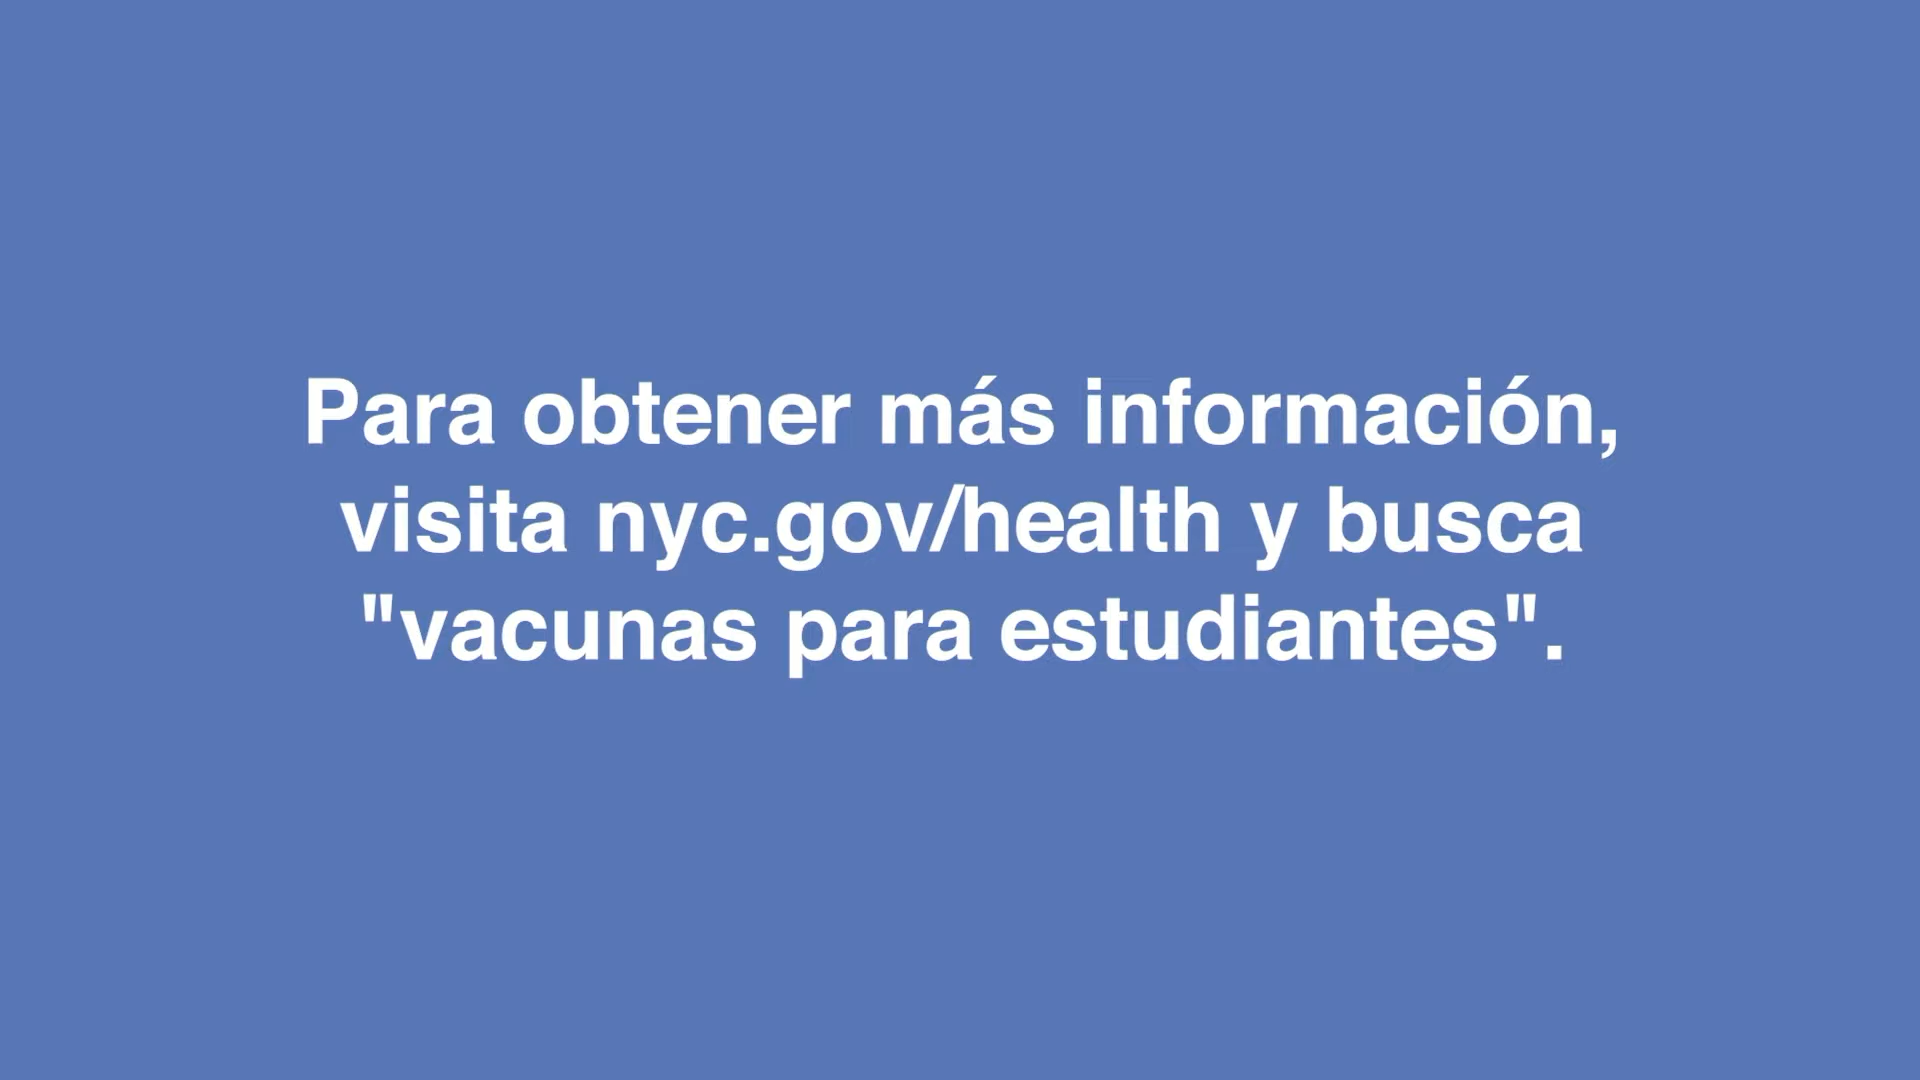 Para obtener más información,
visita nyc.gov/health y busca
"vacunas para estudiantes".